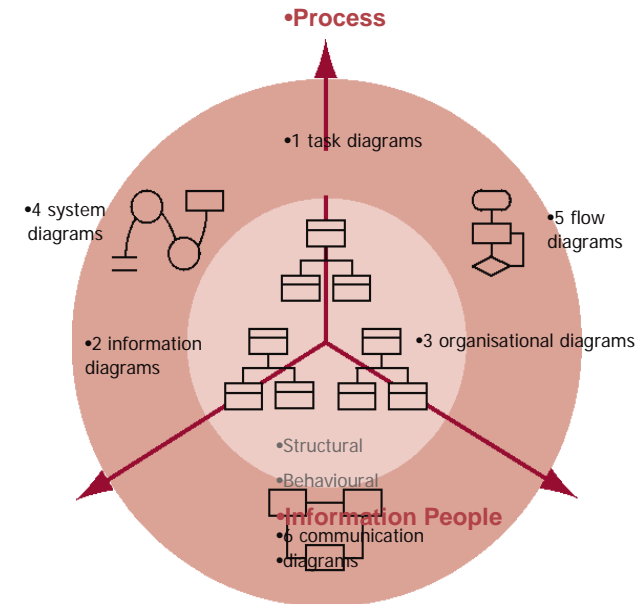 •Process
•1 task diagrams
•4 system
diagrams
•5 flow
diagrams
•2 information
diagrams
•3 organisational diagrams
•Structural
•Behavioural
•Information People
•6 communication
•diagrams